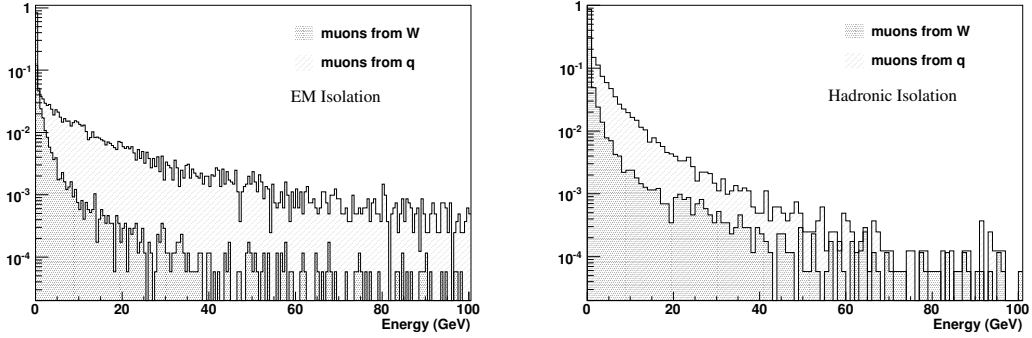 1
10⁻¹
10⁻²
10⁻³
10⁻⁴
muons from W
muons from q
EM Isolation
0 20 40 60 80 100
Energy (GeV)
1
10⁻¹
10⁻²
10⁻³
10⁻⁴
muons from W
muons from q
Hadronic Isolation
0 20 40 60 80 100
Energy (GeV)